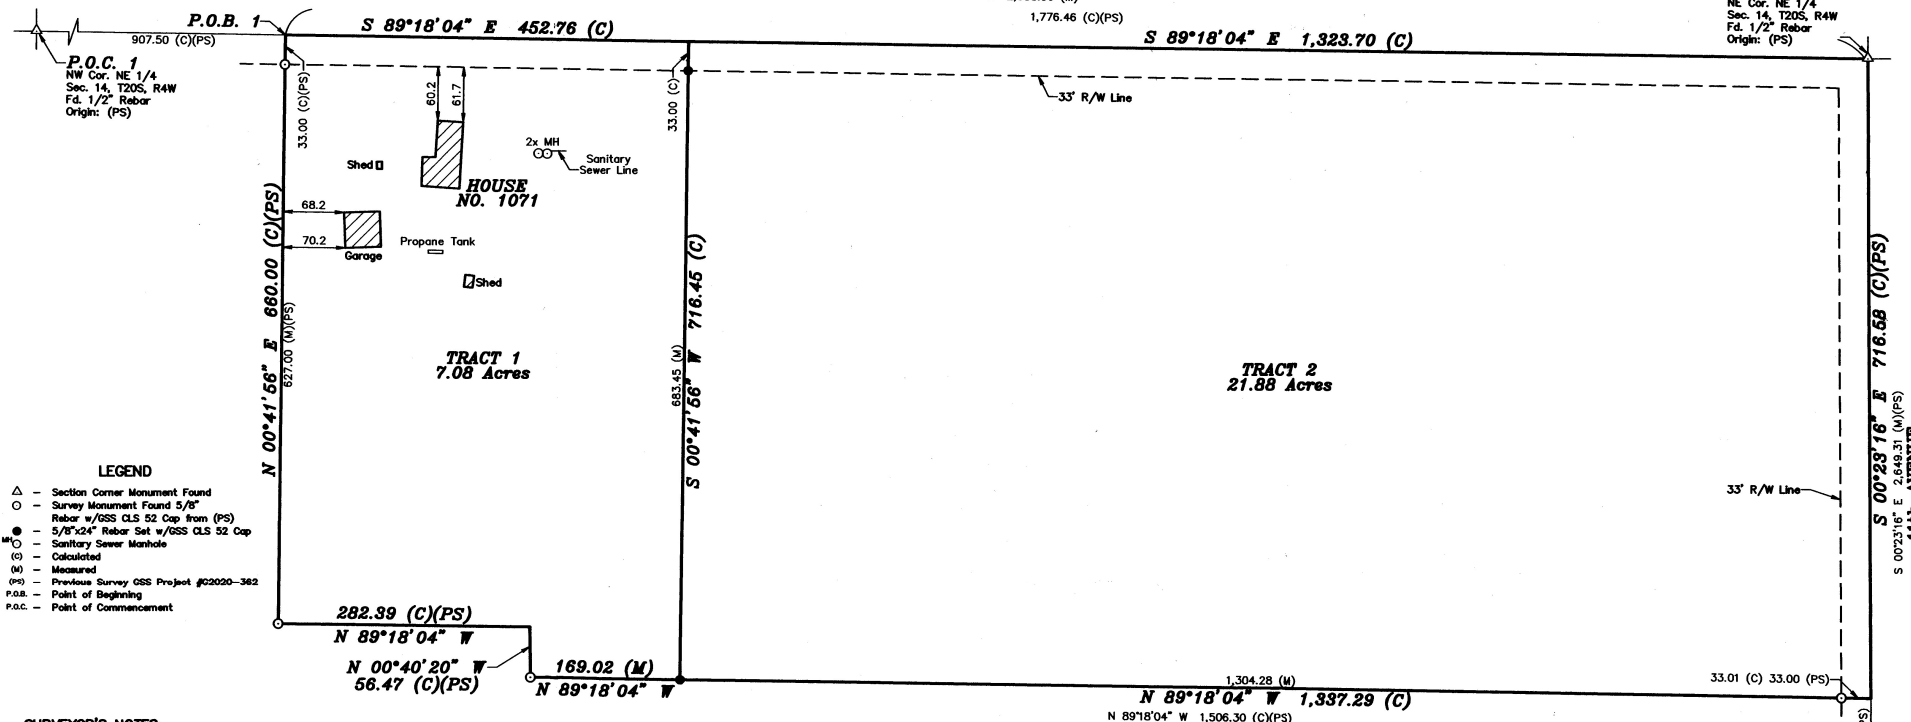 P.O.B. 1
907.50 (C)(PS)
P.O.C. 1
NW Cor. NE 1/4
Sec. 14, T20S, R4W
Fd. 1/2" Rebar
Origin: (PS)
S 89°18'04" E 452.76 (C)
1,776.46 (C)(PS)
S 89°18'04" E 1,323.70 (C)
NE Cor. NE 1/4
Sec. 14, T20S, R4W
Fd. 1/2" Rebar
Origin: (PS)
33.00 (C)(PS)
60.2
61.7
33.00 (C)
33' R/W Line
2x MH
Sanitary
Sewer Line
Shed
HOUSE
NO. 1071
68.2
70.2
Garage
Propane Tank
Shed
N 00°41'56" E 660.00 (C)(PS)
627.00 (M)(PS)
TRACT 1
7.08 Acres
683.45 (M)
S 00°41'56" W 716.45 (C)
TRACT 2
21.88 Acres
S 00°23'16" E 716.58 (C)(PS)
S 00°23'16" E 2,649.31 (M)(PS)
33' R/W Line
LEGEND
△ – Section Corner Monument Found
⊙ – Survey Monument Found 5/8"
Rebar w/GSS CLS 52 Cap from (PS)
● – 5/8"x24" Rebar Set w/GSS CLS 52 Cap
MH○ – Sanitary Sewer Manhole
(C) – Calculated
(M) – Measured
(PS) – Previous Survey GSS Project #G2020-362
P.O.B. – Point of Beginning
P.O.C. – Point of Commencement
282.39 (C)(PS)
N 89°18'04" W
N 00°40'20" W
56.47 (C)(PS)
169.02 (M)
N 89°18'04" W
1,304.28 (M)
N 89°18'04" W 1,337.29 (C)
N 89°18'04" W 1,506.30 (C)(PS)
33.01 (C) 33.00 (PS)
SURVEYOR'S NOTES